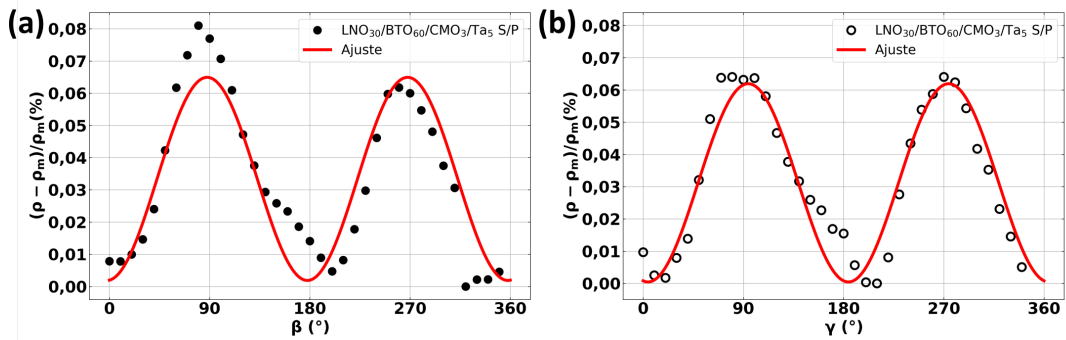 (a)
(ρ − ρm)/ρm(%)
0,08
0,07
0,06
0,05
0,04
0,03
0,02
0,01
0,00
LNO30/BTO60/CMO3/Ta5 S/P
Ajuste
0 90 180 270 360
β (°)
(b)
(ρ − ρm)/ρm(%)
0,08
0,07
0,06
0,05
0,04
0,03
0,02
0,01
0,00
LNO30/BTO60/CMO3/Ta5 S/P
Ajuste
0 90 180 270 360
γ (°)